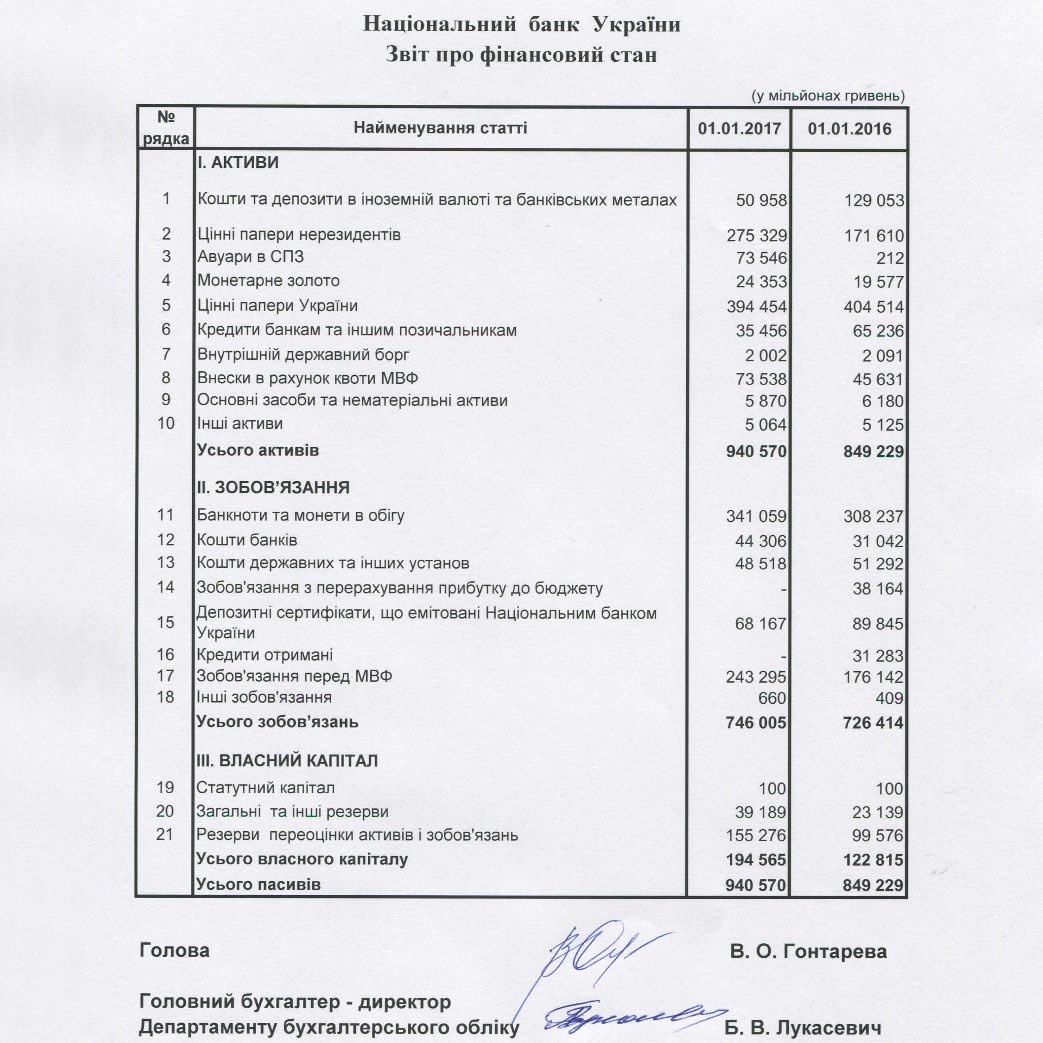 Національний банк України
Звіт про фінансовий стан
(у мільйонах гривень)
№ рядка Найменування статті 01.01.2017 01.01.2016
I. АКТИВИ
1 Кошти та депозити в іноземній валюті та банківських металах 50 958 129 053
2 Цінні папери нерезидентів 275 329 171 610
3 Авуари в СПЗ 73 546 212
4 Монетарне золото 24 353 19 577
5 Цінні папери України 394 454 404 514
6 Кредити банкам та іншим позичальникам 35 456 65 236
7 Внутрішній державний борг 2 002 2 091
8 Внески в рахунок квоти МВФ 73 538 45 631
9 Основні засоби та нематеріальні активи 5 870 6 180
10 Інші активи 5 064 5 125
Усього активів 940 570 849 229
II. ЗОБОВ'ЯЗАННЯ
11 Банкноти та монети в обігу 341 059 308 237
12 Кошти банків 44 306 31 042
13 Кошти державних та інших установ 48 518 51 292
14 Зобов'язання з перерахування прибутку до бюджету - 38 164
15 Депозитні сертифікати, що емітовані Національним банком
України 68 167 89 845
16 Кредити отримані - 31 283
17 Зобов'язання перед МВФ 243 295 176 142
18 Інші зобов'язання 660 409
Усього зобов'язань 746 005 726 414
III. ВЛАСНИЙ КАПІТАЛ
19 Статутний капітал 100 100
20 Загальні та інші резерви 39 189 23 139
21 Резерви переоцінки активів і зобов'язань 155 276 99 576
Усього власного капіталу 194 565 122 815
Усього пасивів 940 570 849 229
Голова В. О. Гонтарева
Головний бухгалтер - директор
Департаменту бухгалтерського обліку Б. В. Лукасевич